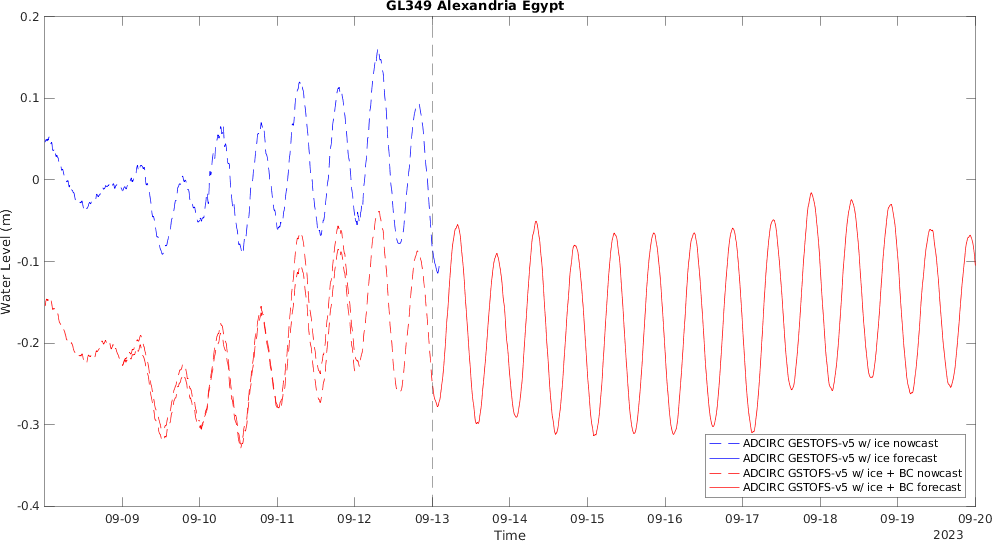 GL349 Alexandria Egypt
0.2
0.1
0
-0.1
-0.2
-0.3
-0.4
Water Level (m)
ADCIRC GESTOFS-v5 w/ ice nowcast
ADCIRC GESTOFS-v5 w/ ice forecast
ADCIRC GSTOFS-v5 w/ ice + BC nowcast
ADCIRC GSTOFS-v5 w/ ice + BC forecast
09-09 09-10 09-11 09-12 09-13 09-14 09-15 09-16 09-17 09-18 09-19 09-20
Time
2023